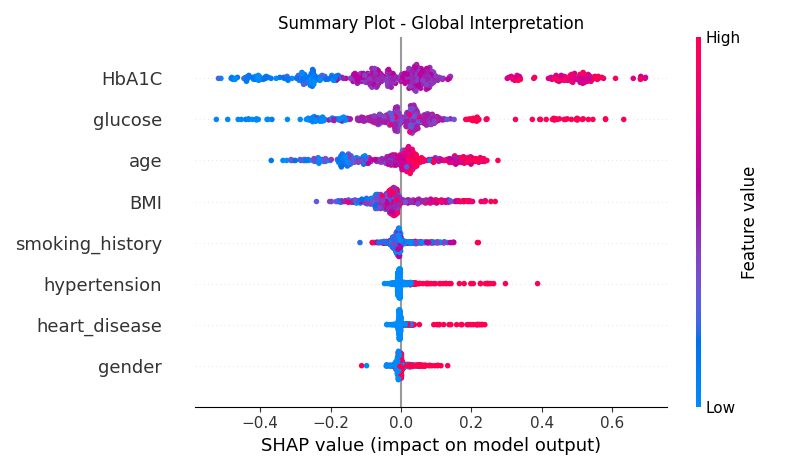 Summary Plot - Global Interpretation
High
HbA1C
glucose
age
BMI
smoking_history
hypertension
heart_disease
gender
Feature value
Low
−0.4 −0.2 0.0 0.2 0.4 0.6
SHAP value (impact on model output)